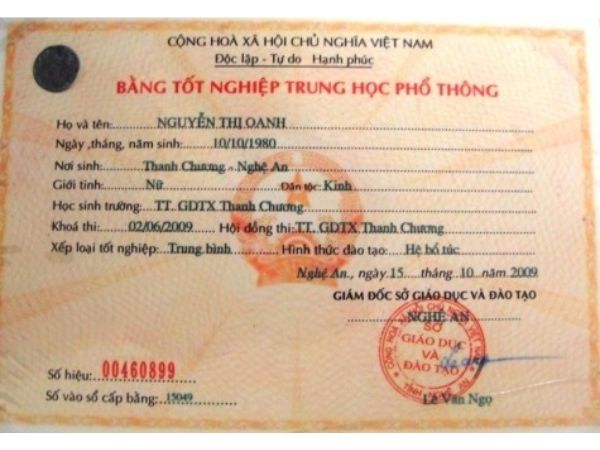 CỘNG HOÀ XÃ HỘI CHỦ NGHĨA VIỆT NAM
Độc lập - Tự do Hạnh phúc
BẰNG TỐT NGHIỆP TRUNG HỌC PHỔ THÔNG
Họ và tên: NGUYỄN THỊ OANH
Ngày ,tháng, năm sinh: 10/10/1980
Nơi sinh: Thanh Chương - Nghệ An
Giới tính: Nữ Dân tộc: Kinh
Học sinh trường: TT. GDTX Thanh Chương
Khoá thi: 02/06/2009 Hội đồng thi: TT. GDTX Thanh Chương
Xếp loại tốt nghiệp: Trung bình Hình thức đào tạo: Hệ bổ túc
Nghệ An, ngày 15 tháng 10 năm 2009
GIÁM ĐỐC SỞ GIÁO DỤC VÀ ĐÀO TẠO
NGHỆ AN
SỞ
GIÁO DỤC
VÀ
ĐÀO TẠO
Số hiệu: 00460899
Số vào sổ cấp bằng: 15049
Lê Văn Ngọ